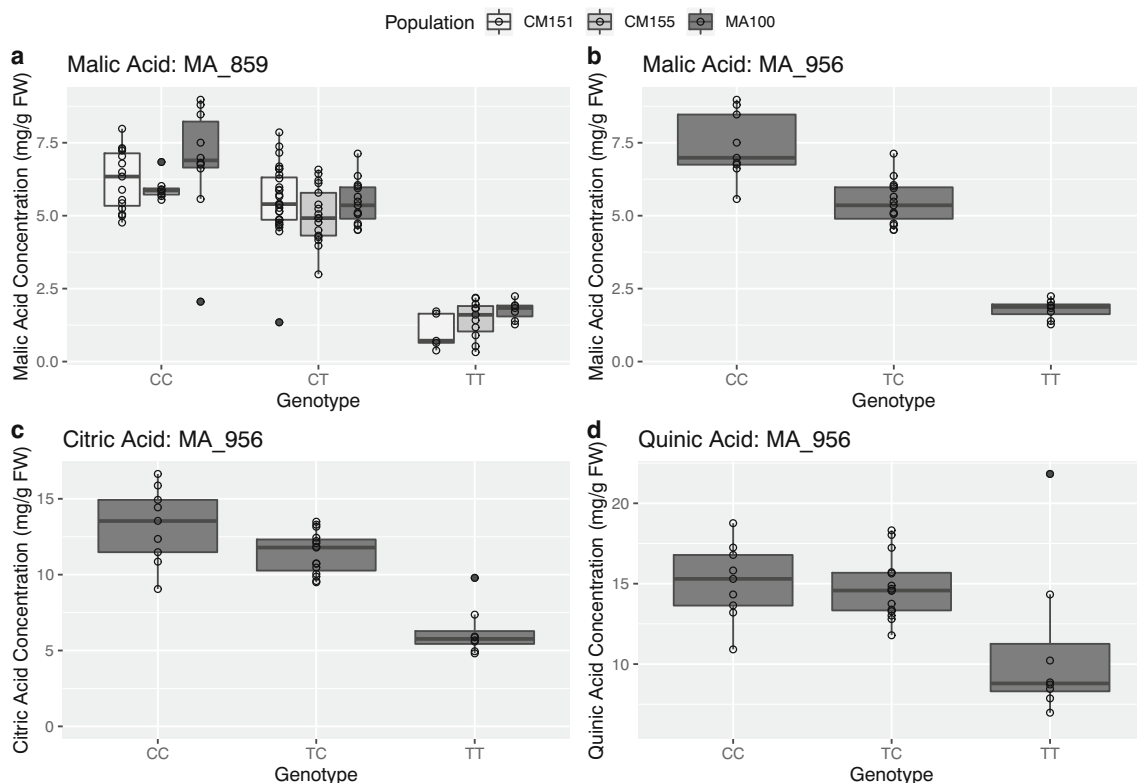 Population CM151 CM155 MA100
a
Malic Acid: MA_859
Malic Acid Concentration (mg/g FW)
7.5
5.0
2.5
0.0
CC CT TT
Genotype
b
Malic Acid: MA_956
Malic Acid Concentration (mg/g FW)
7.5
5.0
2.5
0.0
CC TC TT
Genotype
c
Citric Acid: MA_956
Citric Acid Concentration (mg/g FW)
15
10
5
0
CC TC TT
Genotype
d
Quinic Acid: MA_956
Quinic Acid Concentration (mg/g FW)
20
15
10
CC TC TT
Genotype